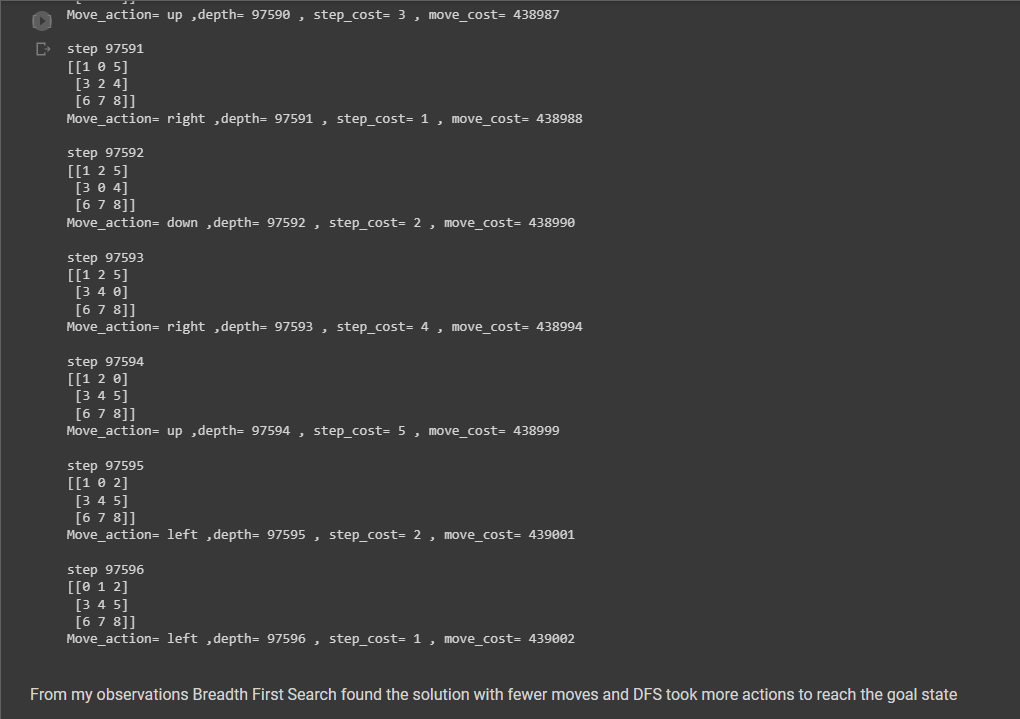 Move_action= up ,depth= 97590 , step_cost= 3 , move_cost= 438987
step 97591
[[1 0 5]
[3 2 4]
[6 7 8]]
Move_action= right ,depth= 97591 , step_cost= 1 , move_cost= 438988
step 97592
[[1 2 5]
[3 0 4]
[6 7 8]]
Move_action= down ,depth= 97592 , step_cost= 2 , move_cost= 438990
step 97593
[[1 2 5]
[3 4 0]
[6 7 8]]
Move_action= right ,depth= 97593 , step_cost= 4 , move_cost= 438994
step 97594
[[1 2 0]
[3 4 5]
[6 7 8]]
Move_action= up ,depth= 97594 , step_cost= 5 , move_cost= 438999
step 97595
[[1 0 2]
[3 4 5]
[6 7 8]]
Move_action= left ,depth= 97595 , step_cost= 2 , move_cost= 439001
step 97596
[[0 1 2]
[3 4 5]
[6 7 8]]
Move_action= left ,depth= 97596 , step_cost= 1 , move_cost= 439002
From my observations Breadth First Search found the solution with fewer moves and DFS took more actions to reach the goal state